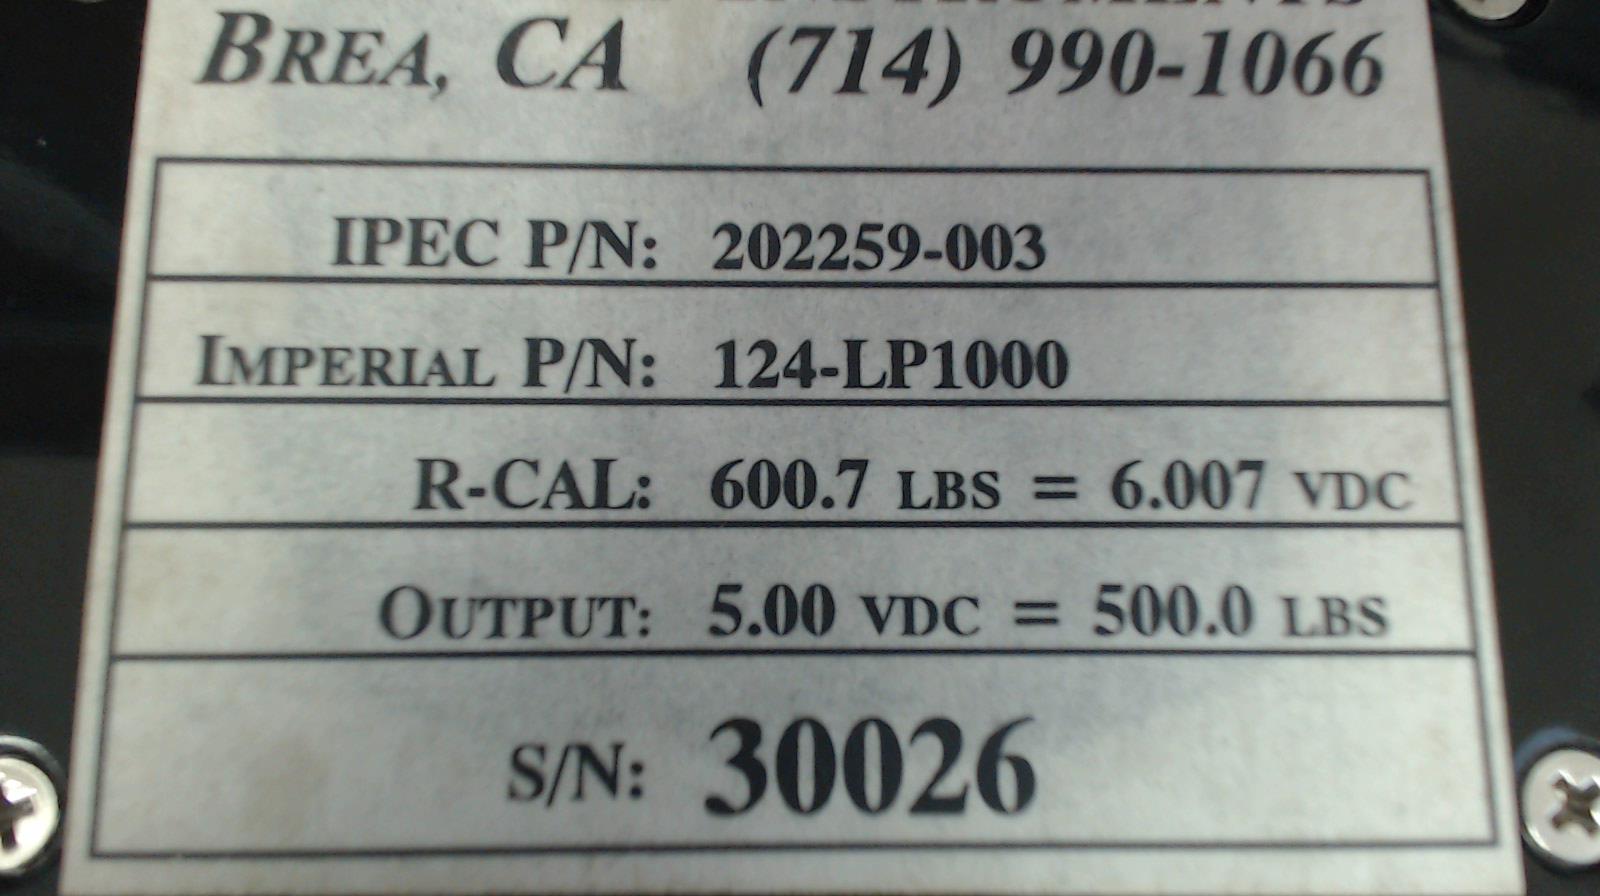 INSTRUMENTS
BREA, CA (714) 990-1066
IPEC P/N: 202259-003
IMPERIAL P/N: 124-LP1000
R-CAL: 600.7 LBS = 6.007 VDC
OUTPUT: 5.00 VDC = 500.0 LBS
S/N: 30026